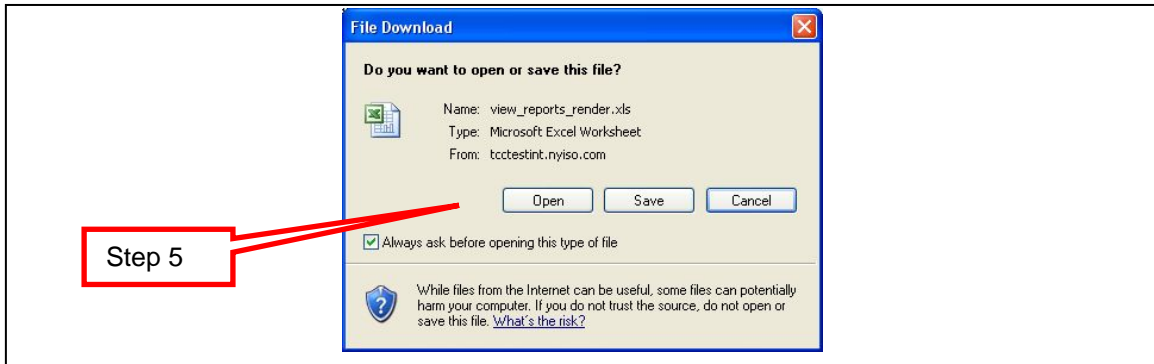 File Download
Do you want to open or save this file?
Name: view_reports_render.xls
Type: Microsoft Excel Worksheet
From: tcctestint.nyiso.com
Open Save Cancel
Step 5
Always ask before opening this type of file
While files from the Internet can be useful, some files can potentially
harm your computer. If you do not trust the source, do not open or
save this file. What's the risk?